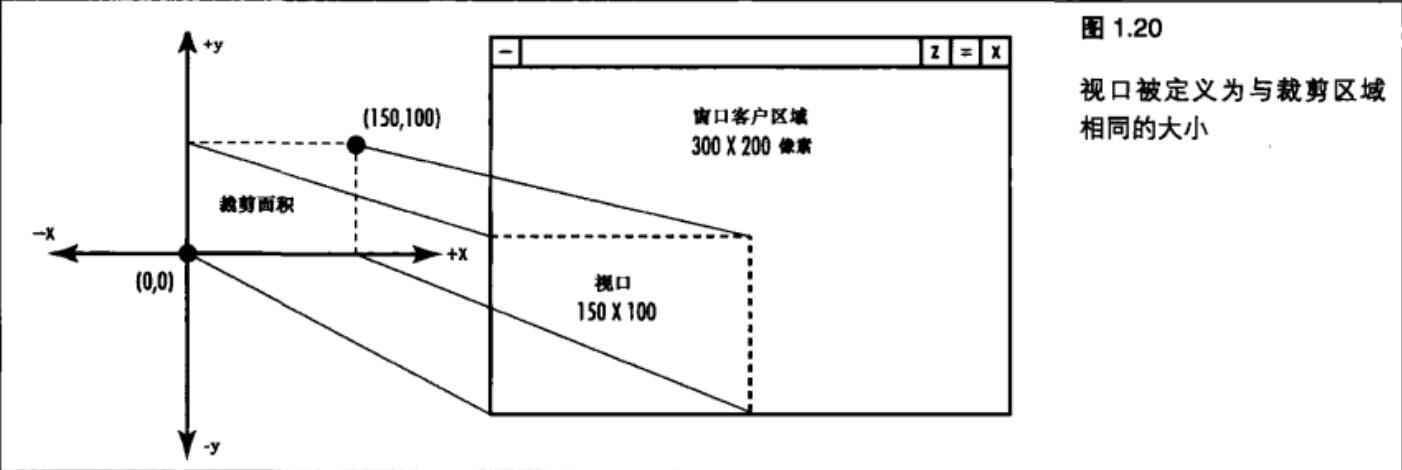 图 1.20
视口被定义为与裁剪区域
相同的大小
+y
(150,100)
裁剪面积
-x
+x
(0,0)
-y
— Z = X
窗口客户区域
300 X 200 像素
视口
150 X 100